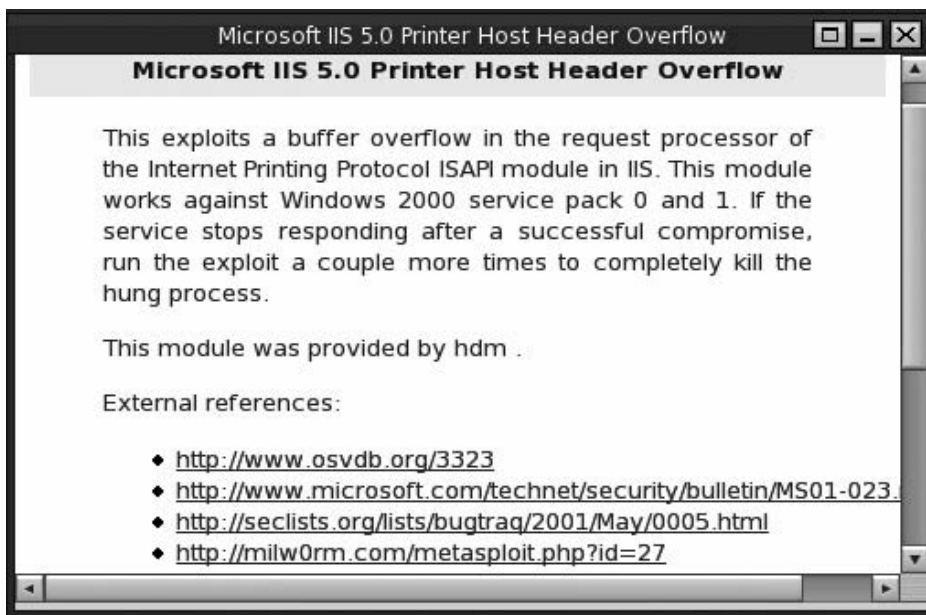 Microsoft IIS 5.0 Printer Host Header Overflow
Microsoft IIS 5.0 Printer Host Header Overflow
This exploits a buffer overflow in the request processor of
the Internet Printing Protocol ISAPI module in IIS. This module
works against Windows 2000 service pack 0 and 1. If the
service stops responding after a successful compromise,
run the exploit a couple more times to completely kill the
hung process.
This module was provided by hdm .
External references:
http://www.osvdb.org/3323
http://www.microsoft.com/technet/security/bulletin/MS01-023.
http://seclists.org/lists/bugtraq/2001/May/0005.html
http://milw0rm.com/metasploit.php?id=27